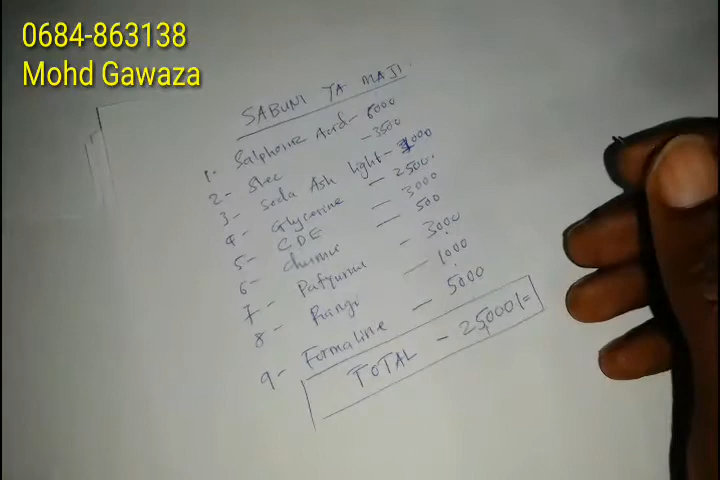 0684-863138
Mohd Gawaza
SABUNI YA MAJI
1- Salphonic Acid - 6000
2- Slec - 3500
3- Soda Ash light - 1000
4- Glycerine - 2500
5- CDE - 3000
6- chumvi - 500
7- Pafyumu - 3000
8- Rangi - 1000
9- Formaline - 5000
TOTAL - 25,000/=